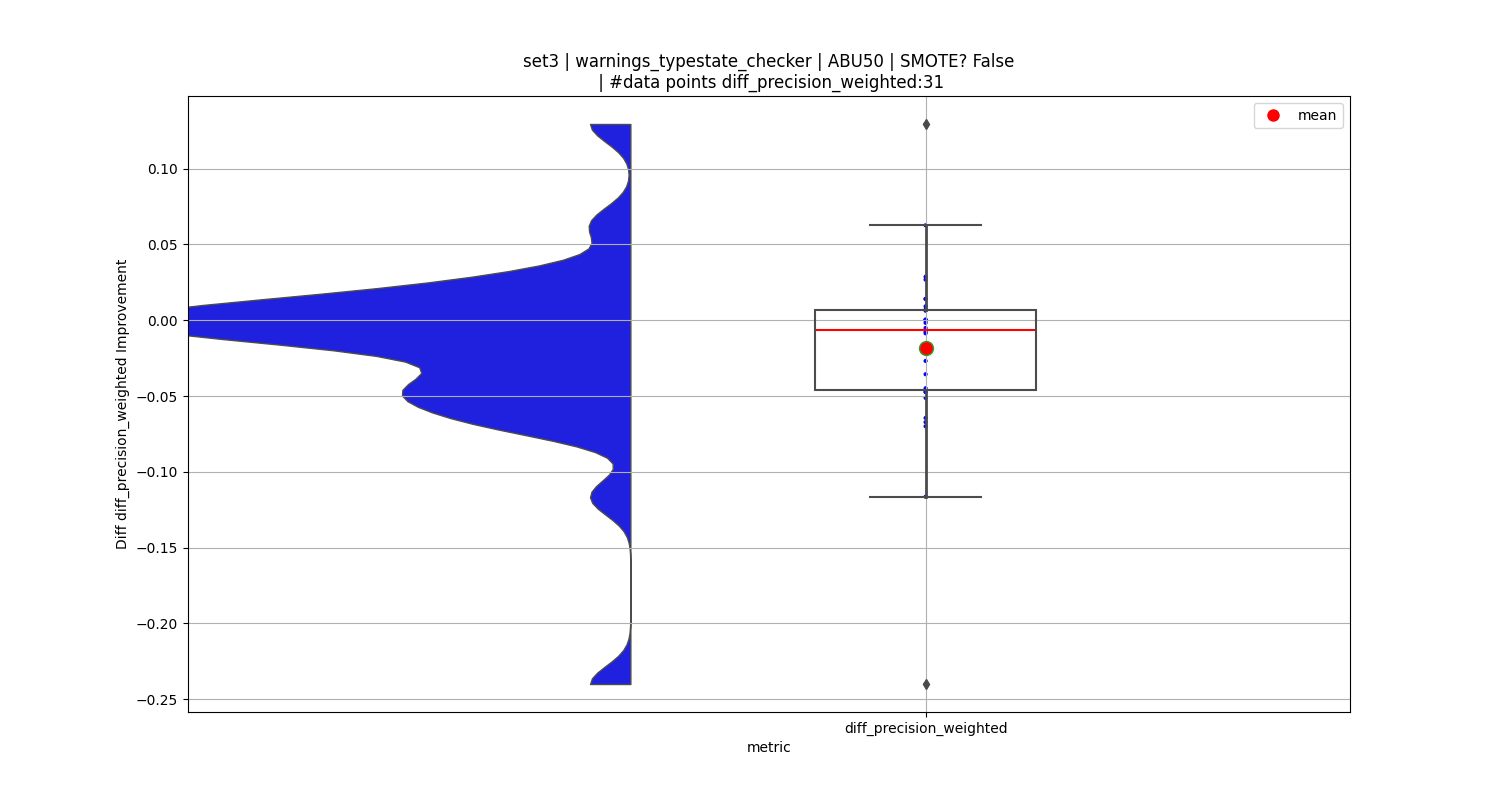 set3 | warnings_typestate_checker | ABU50 | SMOTE? False
| #data points diff_precision_weighted:31
mean
0.10
0.05
0.00
−0.05
−0.10
−0.15
−0.20
−0.25
Diff diff_precision_weighted Improvement
diff_precision_weighted
metric